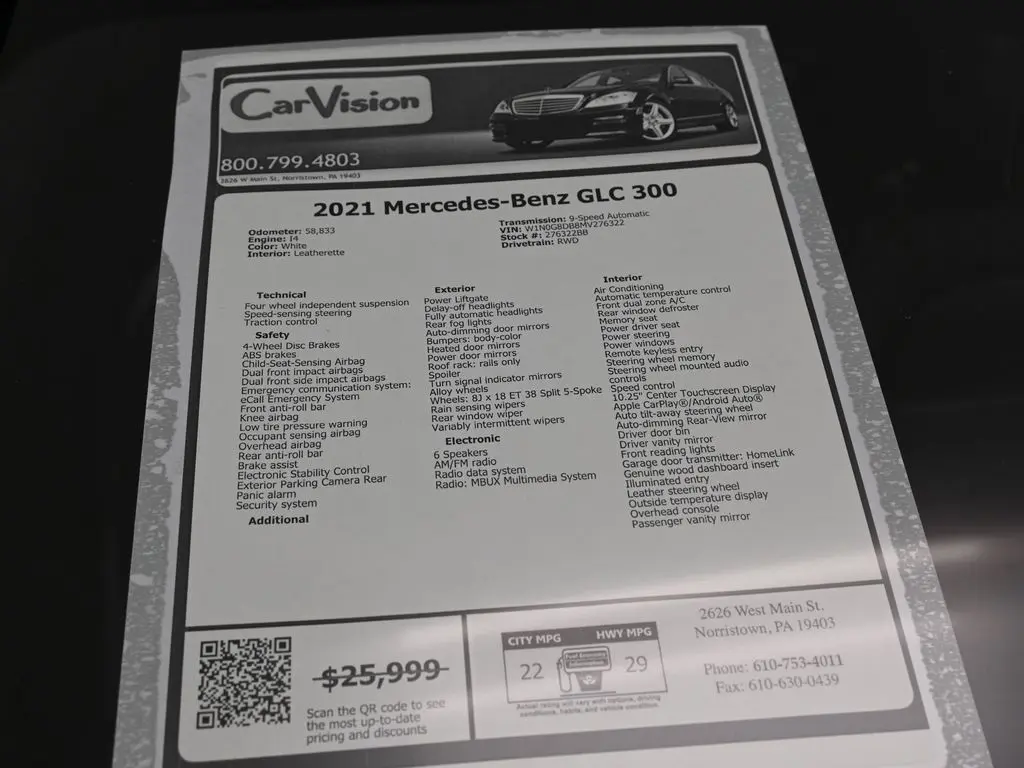 CarVision
800.799.4803
2626 W Main St. Norristown, PA 19403
2021 Mercedes-Benz GLC 300
Odometer: 58,833
Engine: I4
Color: White
Interior: Leatherette
Transmission: 9-Speed Automatic
VIN: W1N0G8DB8MV276322
Stock #: 276322BB
Drivetrain: RWD
Technical
Four wheel independent suspension
Speed-sensing steering
Traction control
Safety
4-Wheel Disc Brakes
ABS brakes
Child-Seat-Sensing Airbag
Dual front impact airbags
Dual front side impact airbags
Emergency communication system:
eCall Emergency System
Front anti-roll bar
Knee airbag
Low tire pressure warning
Occupant sensing airbag
Overhead airbag
Rear anti-roll bar
Brake assist
Electronic Stability Control
Exterior Parking Camera Rear
Panic alarm
Security system
Additional
Exterior
Power Liftgate
Delay-off headlights
Fully automatic headlights
Rear fog lights
Auto-dimming door mirrors
Bumpers: body-color
Heated door mirrors
Power door mirrors
Roof rack: rails only
Spoiler
Turn signal indicator mirrors
Alloy wheels
Wheels: 8J x 18 ET 38 Split 5-Spoke
Rain sensing wipers
Rear window wiper
Variably intermittent wipers
Electronic
6 Speakers
AM/FM radio
Radio data system
Radio: MBUX Multimedia System
Interior
Air Conditioning
Automatic temperature control
Front dual zone A/C
Rear window defroster
Memory seat
Power driver seat
Power steering
Power windows
Remote keyless entry
Steering wheel memory
Steering wheel mounted audio
controls
Speed control
10.25" Center Touchscreen Display
Apple CarPlay®/Android Auto®
Auto tilt-away steering wheel
Auto-dimming Rear-View mirror
Driver door bin
Driver vanity mirror
Front reading lights
Garage door transmitter: HomeLink
Genuine wood dashboard insert
Illuminated entry
Leather steering wheel
Outside temperature display
Overhead console
Passenger vanity mirror
$25,999
Scan the QR code to see
the most up-to-date
pricing and discounts
CITY MPG
HWY MPG
22
Fuel Economy
Information
29
Actual rating will vary with options, driving
conditions, habits, and vehicle condition.
2626 West Main St.
Norristown, PA 19403
Phone: 610-753-4011
Fax: 610-630-0439